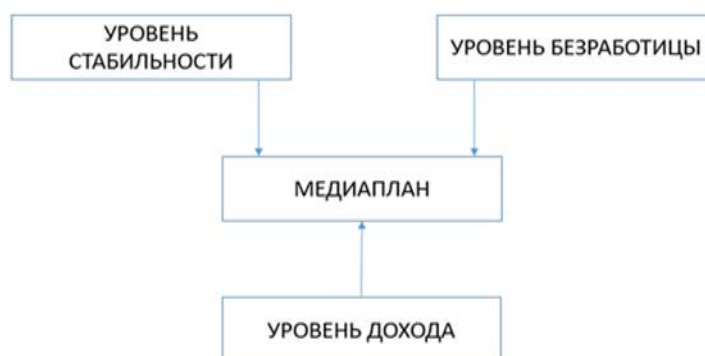 УРОВЕНЬ
СТАБИЛЬНОСТИ
УРОВЕНЬ БЕЗРАБОТИЦЫ
МЕДИАПЛАН
УРОВЕНЬ ДОХОДА